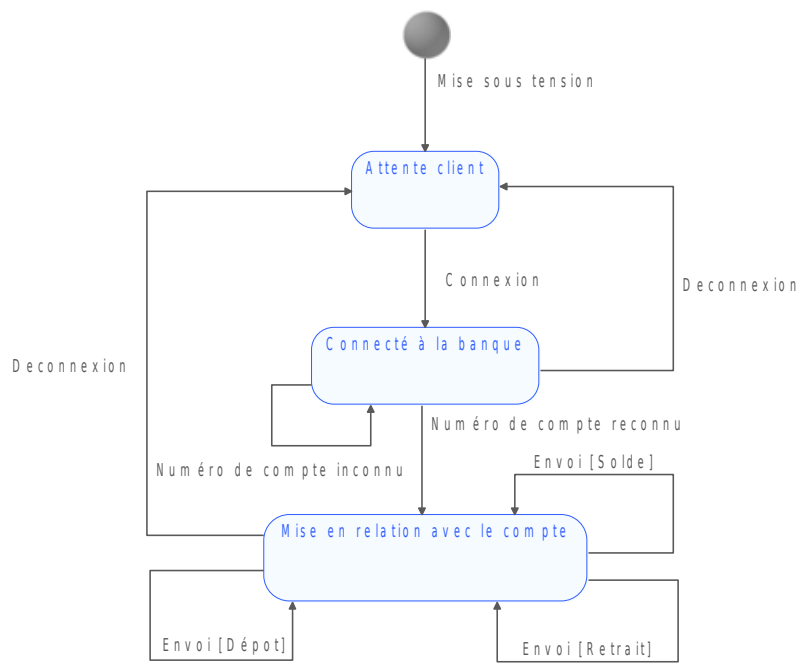 Mise sous tension
Attente client
Connexion
Deconnexion
Connecté à la banque
Deconnexion
Numéro de compte reconnu
Envoi [Solde]
Numéro de compte inconnu
Mise en relation avec le compte
Envoi [Dépot]
Envoi [Retrait]